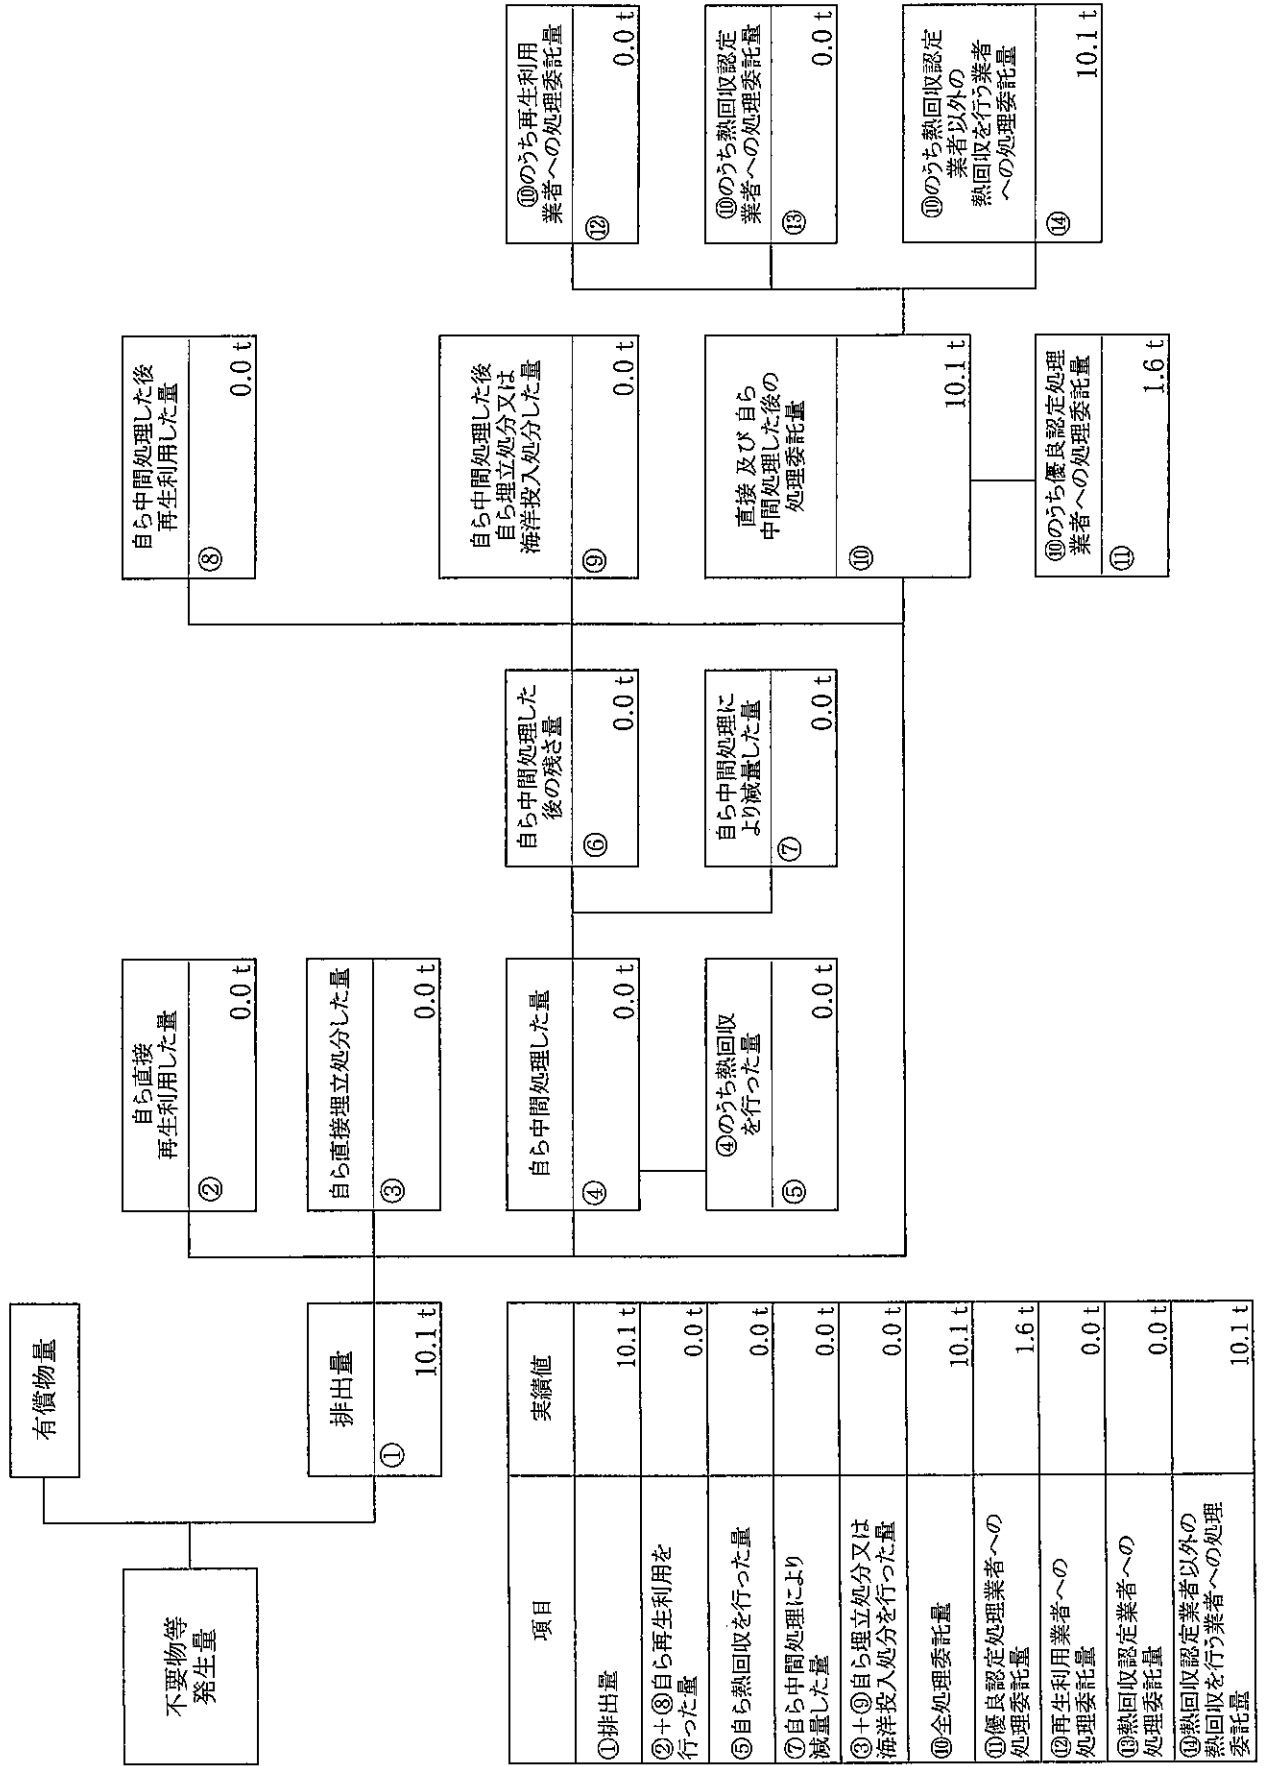 不要物等
発生量
有償物量
排出量
①
10.1 t
自ら直接
再生利用した量
②
0.0 t
自ら直接埋立処分した量
③
0.0 t
自ら中間処理した量
④
0.0 t
④のうち熱回収
を行った量
⑤
0.0 t
自ら中間処理した
後の残さ量
⑥
0.0 t
自ら中間処理に
より減量した量
⑦
0.0 t
自ら中間処理した後
再生利用した量
⑧
0.0 t
自ら中間処理した後
自ら埋立処分又は
海洋投入処分した量
⑨
0.0 t
直接 及び 自ら
中間処理した後の
処理委託量
⑩
10.1 t
⑩のうち優良認定処理
業者への処理委託量
⑪
1.6 t
⑩のうち再生利用
業者への処理委託量
⑫
0.0 t
⑩のうち熱回収認定
業者への処理委託量
⑬
0.0 t
⑩のうち熱回収認定
業者以外の
熱回収を行う業者
への処理委託量
⑭
10.1 t
項目 実績値
①排出量 10.1 t
②+⑧自ら再生利用を
行った量 0.0 t
⑤自ら熱回収を行った量 0.0 t
⑦自ら中間処理により
減量した量 0.0 t
③+⑨自ら埋立処分又は
海洋投入処分を行った量 0.0 t
⑩全処理委託量 10.1 t
⑪優良認定処理業者への
処理委託量 1.6 t
⑫再生利用業者への
処理委託量 0.0 t
⑬熱回収認定業者への
処理委託量 0.0 t
⑭熱回収認定業者以外の
熱回収を行う業者への処理
委託量 10.1 t